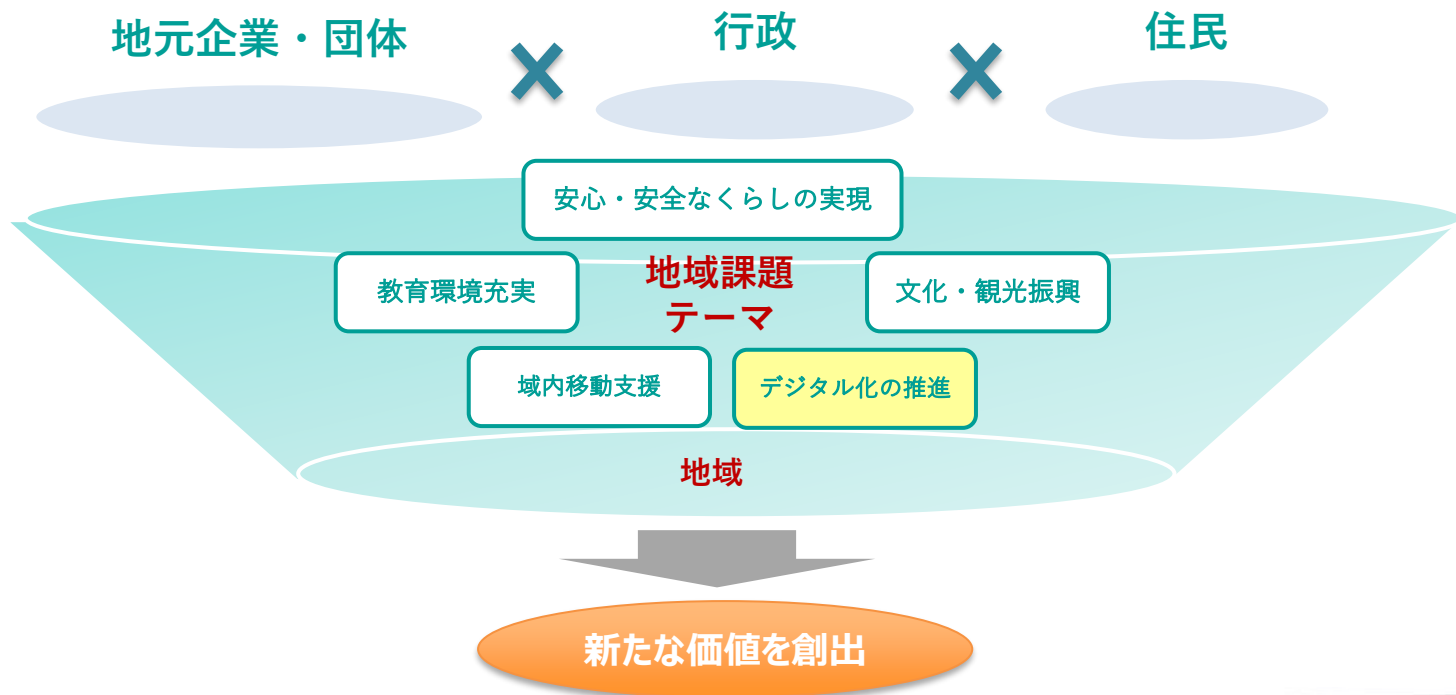 地元企業・団体
行政
住民
安心・安全なくらしの実現
教育環境充実
地域課題
テーマ
文化・観光振興
域内移動支援
デジタル化の推進
地域
新たな価値を創出